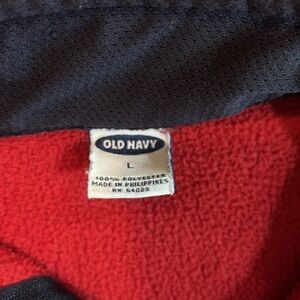 OLD NAVY
L
100% POLYESTER
MADE IN PHILIPPINES
RN 54023